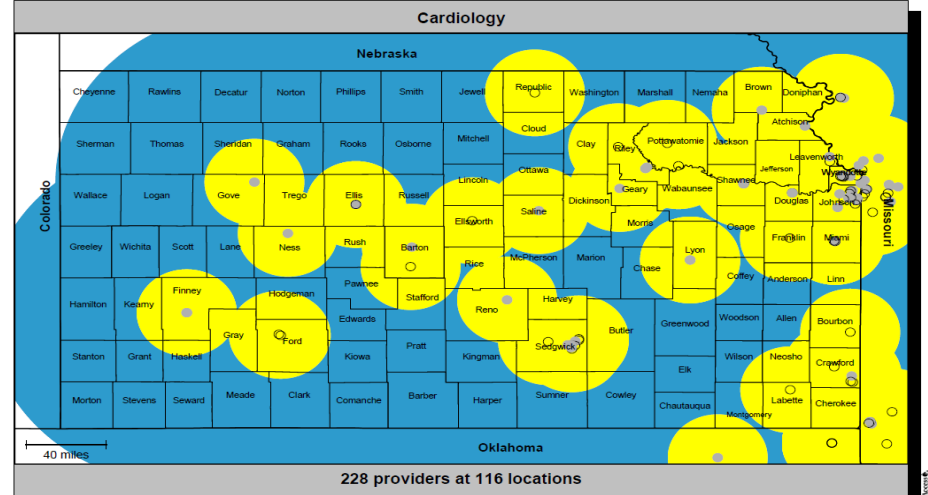 Cardiology
Nebraska
Cheyenne Rawlins Decatur Norton Phillips Smith Jewell Republic Washington Marshall Nemaha Brown Doniphan
Atchison
Cloud
Sherman Thomas Sheridan Graham Rooks Osborne Mitchell Clay Riley Pottawatomie Jackson
Leavenworth
Ottawa Jefferson Wyandotte
Wallace Logan Gove Trego Ellis Russell Lincoln Saline Dickinson Geary Wabaunsee Shawnee Douglas Johnson
Colorado
Missouri
Ellsworth Morris Osage
Greeley Wichita Scott Lane Ness Rush Barton Rice McPherson Marion Chase Lyon Franklin Miami
Coffey Anderson Linn
Hamilton Kearny Finney Hodgeman Pawnee Stafford Reno Harvey
Edwards Butler Greenwood Woodson Allen Bourbon
Gray Ford Sedgwick
Stanton Grant Haskell Kiowa Pratt Kingman Elk Wilson Neosho Crawford
Morton Stevens Seward Meade Clark Comanche Barber Harper Sumner Cowley Chautauqua Montgomery Labette Cherokee
Oklahoma
40 miles
228 providers at 116 locations